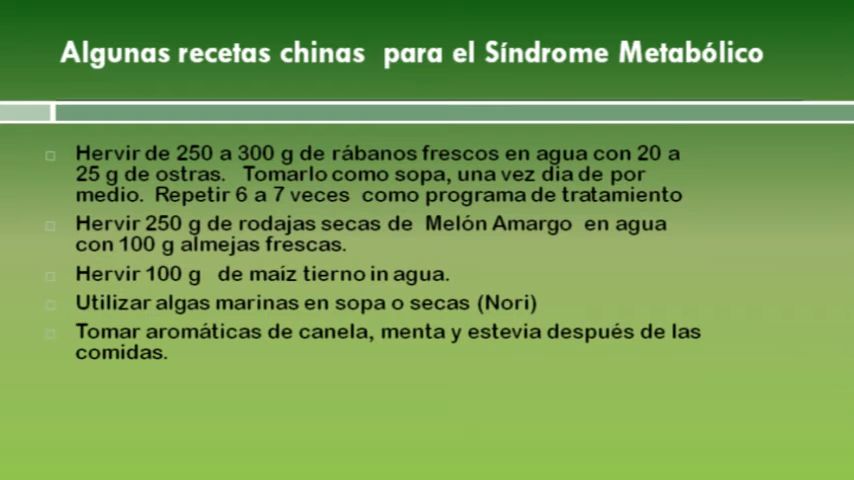 Algunas recetas chinas para el Síndrome Metabólico
Hervir de 250 a 300 g de rábanos frescos en agua con 20 a
25 g de ostras. Tomarlo como sopa, una vez dia de por
medio. Repetir 6 a 7 veces como programa de tratamiento
Hervir 250 g de rodajas secas de Melón Amargo en agua
con 100 g almejas frescas.
Hervir 100 g de maíz tierno in agua.
Utilizar algas marinas en sopa o secas (Nori)
Tomar aromáticas de canela, menta y estevia después de las
comidas.